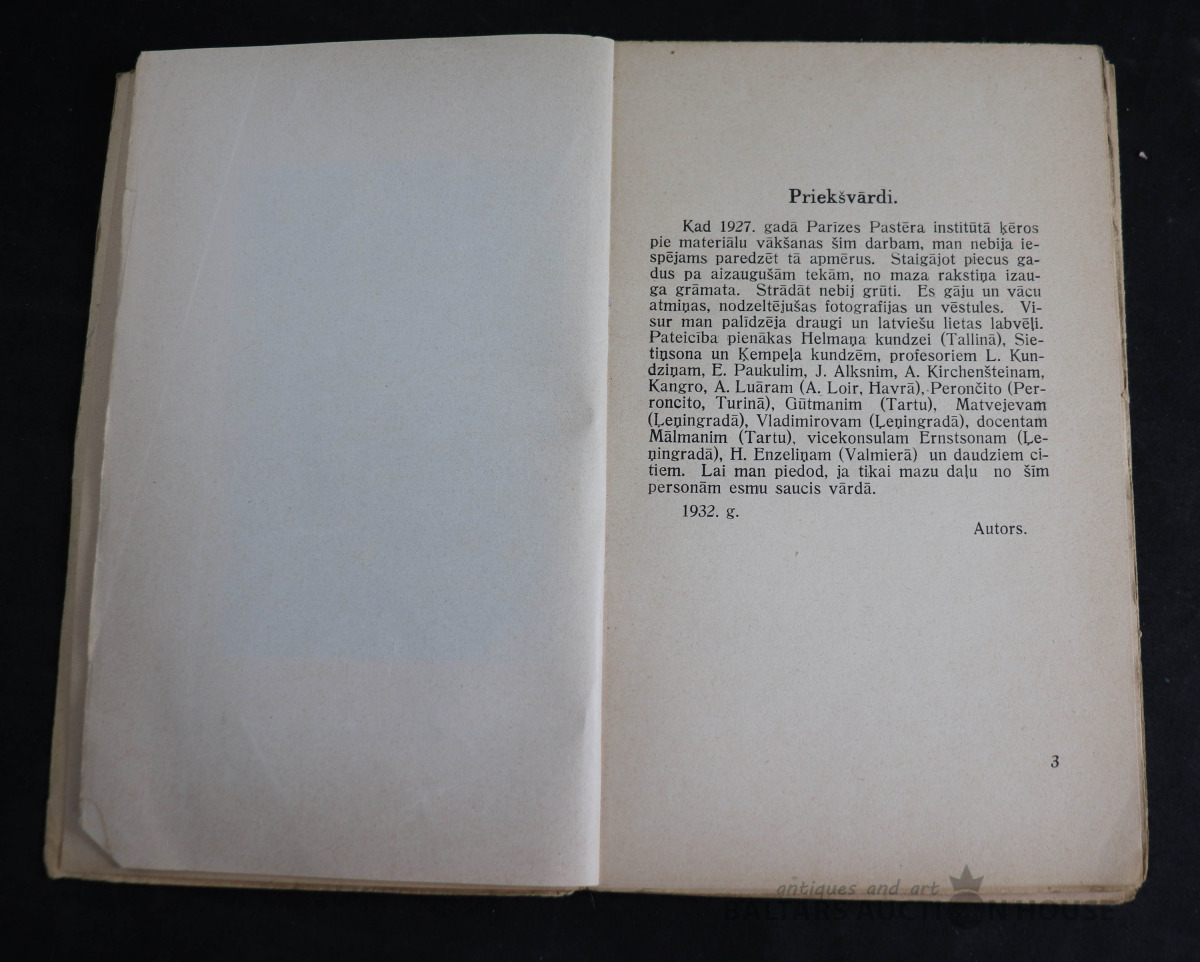 Priekšvārdi.
Kad 1927. gadā Parīzes Pastēra institūtā ķēros
pie materiālu vākšanas šim darbam, man nebija ie-
spējams paredzēt tā apmērus. Staigājot piecus ga-
dus pa aizaugušām tekām, no maza rakstiņa izau-
ga grāmata. Strādāt nebij grūti. Es gāju un vācu
atmiņas, nodzeltējušas fotografijas un vēstules. Vi-
sur man palīdzēja draugi un latviešu lietas labvēļi.
Pateicība pienākas Helmaņa kundzei (Tallinā), Sie-
tiņsona un Ķempeļa kundzēm, profesoriem L. Kun-
dziņam, E. Paukulim, J. Alksnim, A. Kirchenšteinam,
Kangro, A. Luāram (A. Loir, Havrā), Perončito (Per-
roncito, Turinā), Gūtmanim (Tartu), Matvejevam
(Ļeņingradā), Vladimirovam (Ļeņingradā), docentam
Mālmanim (Tartu), vicekonsulam Ernstsonam (Ļe-
ņingradā), H. Enzeliņam (Valmierā) un daudziem ci-
tiem. Lai man piedod, ja tikai mazu daļu no šīm
personām esmu saucis vārdā.
1932. g.
Autors.
3
antiques and art
BALTARS AUCTION HOUSE